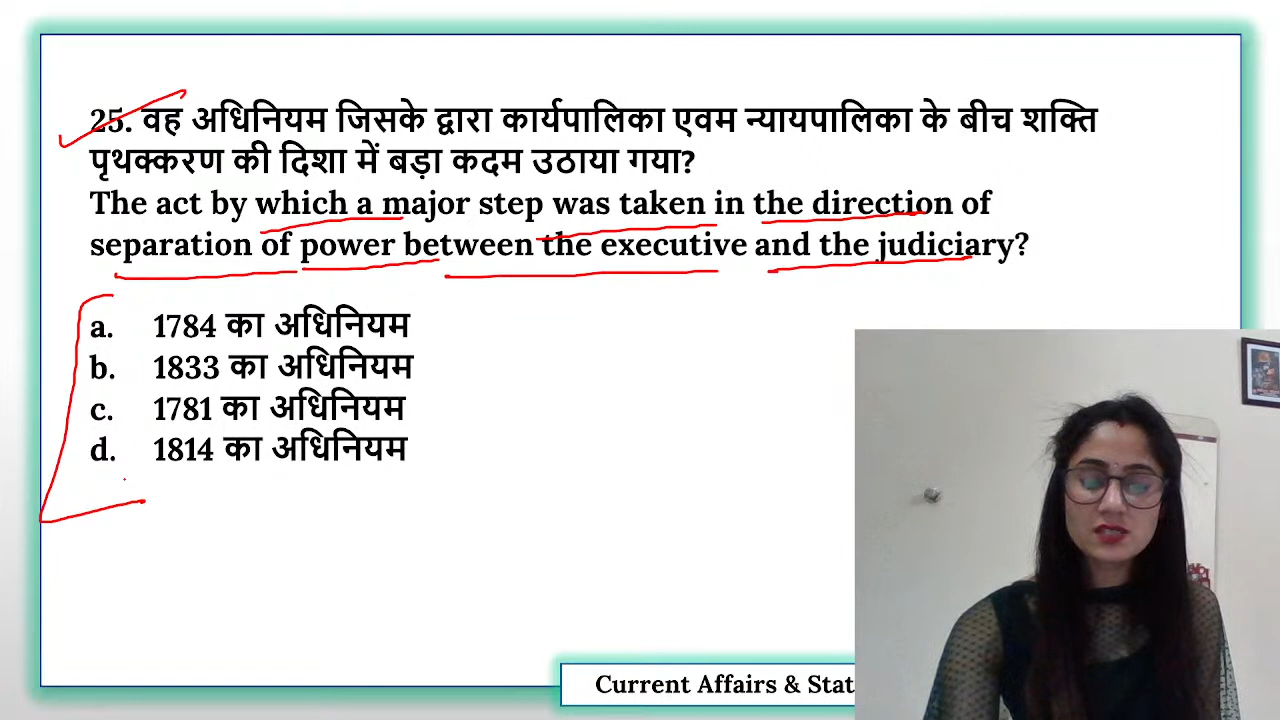 25. वह अधिनियम जिसके द्वारा कार्यपालिका एवम न्यायपालिका के बीच शक्ति
पृथक्करण की दिशा में बड़ा कदम उठाया गया?
The act by which a major step was taken in the direction of
separation of power between the executive and the judiciary?
a. 1784 का अधिनियम
b. 1833 का अधिनियम
c. 1781 का अधिनियम
d. 1814 का अधिनियम
Current Affairs & Stat